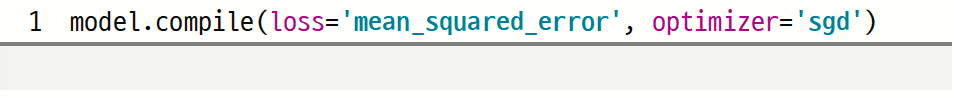 1 model.compile(loss='mean_squared_error', optimizer='sgd')